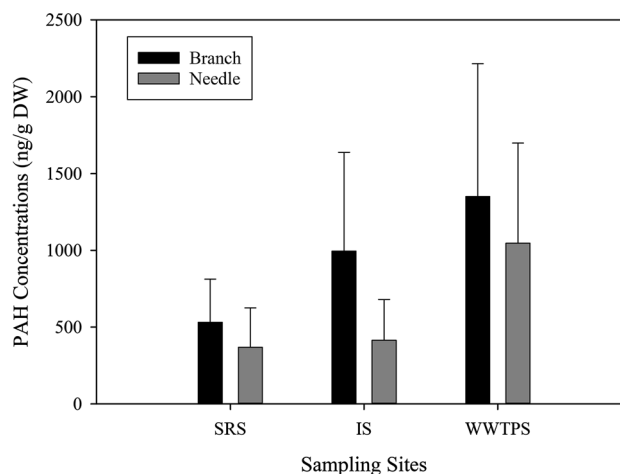 PAH Concentrations (ng/g DW)
2500
2000
1500
1000
500
0
Branch
Needle
SRS IS WWTPS
Sampling Sites